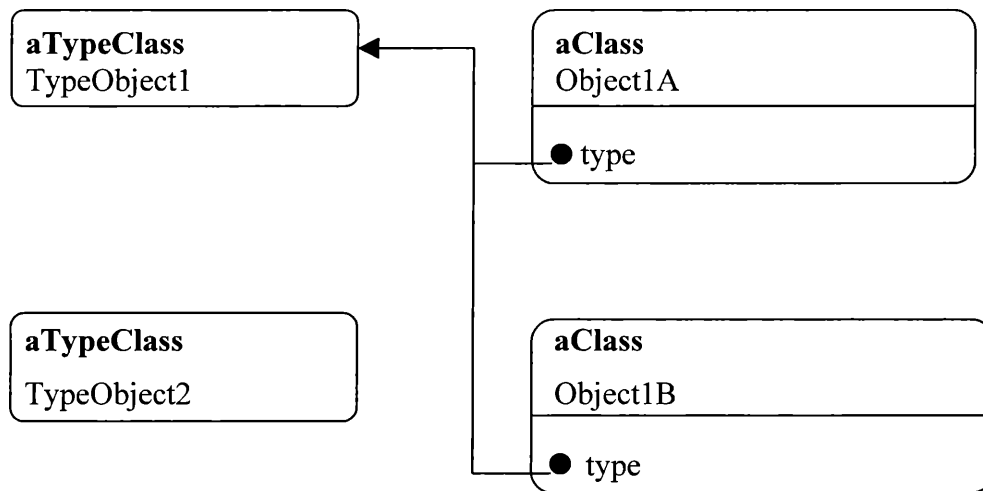 aTypeClass
TypeObject1
aClass
Object1A
type
aTypeClass
TypeObject2
aClass
Object1B
type